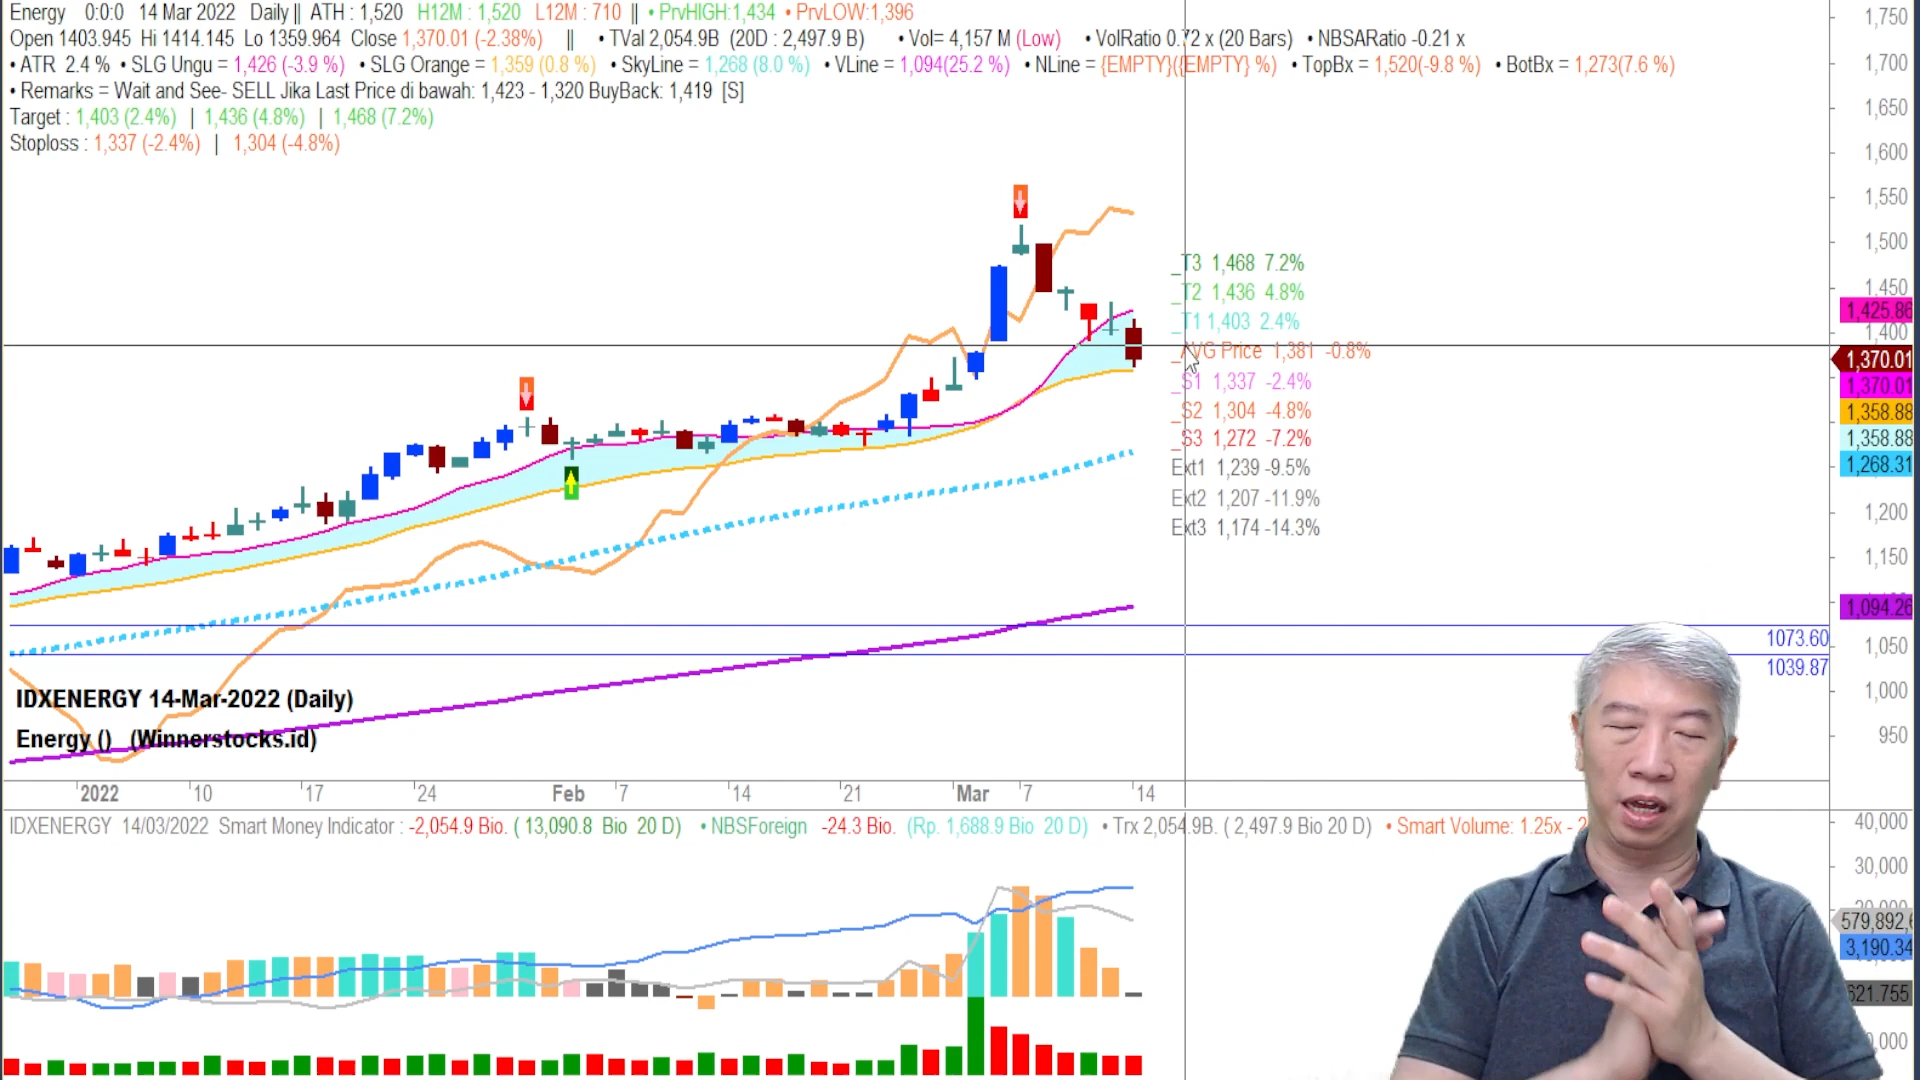 Energy 0:0:0 14 Mar 2022 Daily || ATH : 1,520 H12M : 1,520 L12M : 710 || • PrvHIGH:1,434 • PrvLOW:1,396
Open 1403.945 Hi 1414.145 Lo 1359.964 Close 1,370.01 (-2.38%) || • TVal 2,054.9B (20D : 2,497.9 B) • Vol= 4,157 M (Low) • VolRatio 0.72 x (20 Bars) • NBSARatio -0.21 x
• ATR 2.4 % • SLG Ungu = 1,426 (-3.9 %) • SLG Orange = 1,359 (0.8 %) • SkyLine = 1,268 (8.0 %) • VLine = 1,094(25.2 %) • NLine = {EMPTY}({EMPTY} %) • TopBx = 1,520(-9.8 %) • BotBx = 1,273(7.6 %)
• Remarks = Wait and See- SELL Jika Last Price di bawah: 1,423 - 1,320 BuyBack: 1,419 [S]
Target : 1,403 (2.4%) | 1,436 (4.8%) | 1,468 (7.2%)
Stoploss : 1,337 (-2.4%) | 1,304 (-4.8%)
1,750
1,700
1,650
1,600
1,550
1,500
1,450
1,425.86
1,400
1,370.01
1,370.01
1,358.88
1,358.88
1,268.31
1,200
1,150
1,094.26
1,050
1,000
950
_T3 1,468 7.2%
_T2 1,436 4.8%
_T1 1,403 2.4%
_AVG Price 1,381 -0.8%
_S1 1,337 -2.4%
_S2 1,304 -4.8%
_S3 1,272 -7.2%
Ext1 1,239 -9.5%
Ext2 1,207 -11.9%
Ext3 1,174 -14.3%
1073.60
1039.87
IDXENERGY 14-Mar-2022 (Daily)
Energy () (Winnerstocks.id)
2022 10 17 24 Feb 7 14 21 Mar 7 14
IDXENERGY 14/03/2022 Smart Money Indicator : -2,054.9 Bio. ( 13,090.8 Bio 20 D) • NBSForeign -24.3 Bio. (Rp. 1,688.9 Bio 20 D) • Trx 2,054.9B. ( 2,497.9 Bio 20 D) • Smart Volume: 1.25x -
40,000
30,000
579,892
3,190.34
621.755